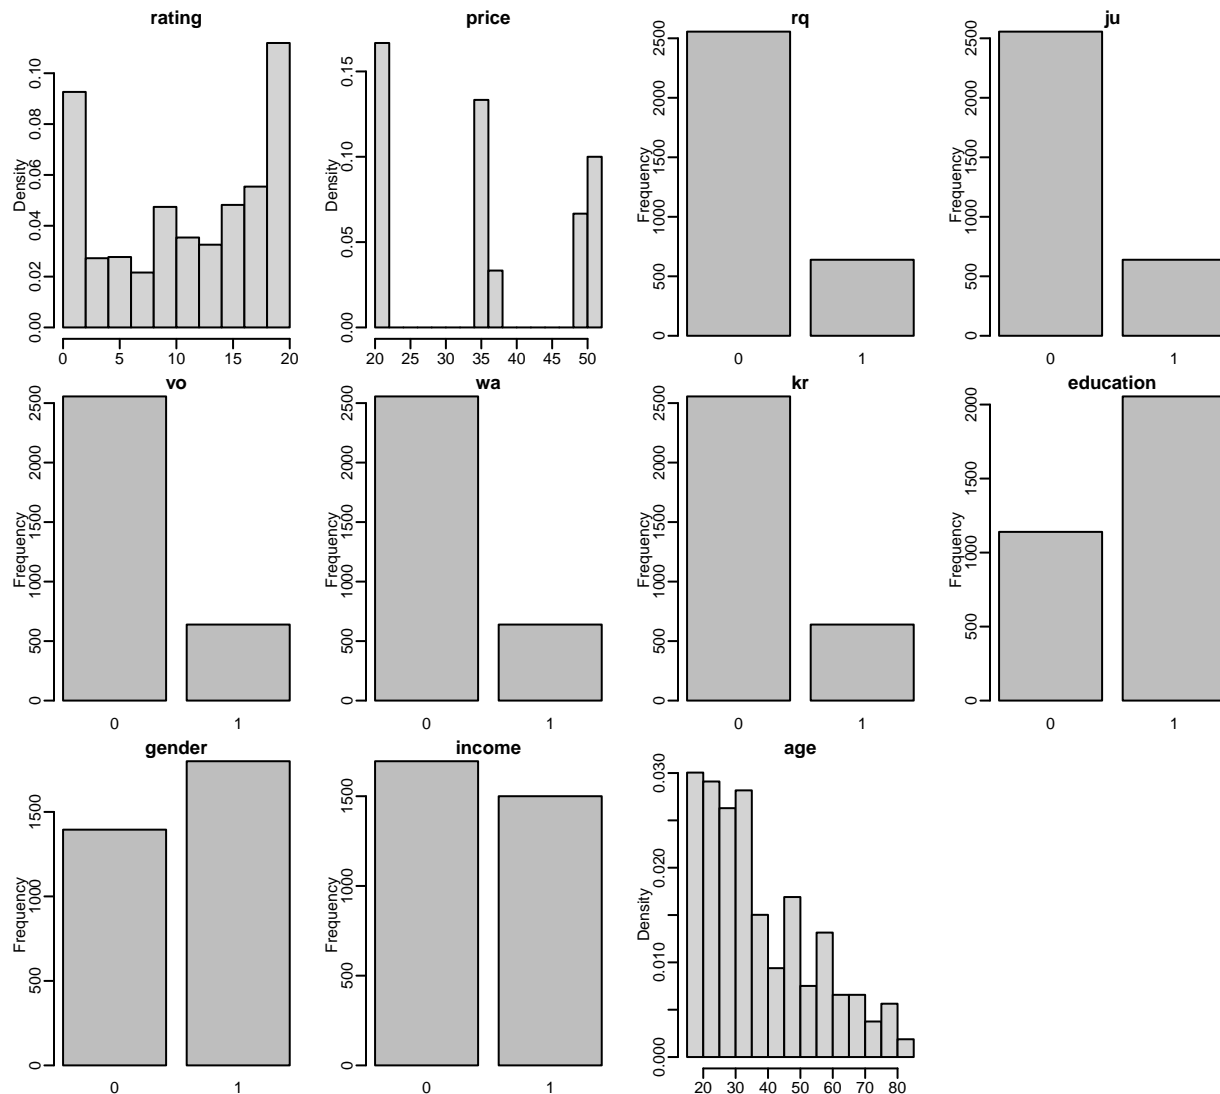 rating
Density
0.00 0.02 0.04 0.06 0.08 0.10
0 5 10 15 20
price
Density
0.00 0.05 0.10 0.15
20 25 30 35 40 45 50
rq
Frequency
0 500 1000 1500 2000 2500
0 1
ju
Frequency
0 500 1000 1500 2000 2500
0 1
vo
Frequency
0 500 1000 1500 2000 2500
0 1
wa
Frequency
0 500 1000 1500 2000 2500
0 1
kr
Frequency
0 500 1000 1500 2000 2500
0 1
education
Frequency
0 500 1000 1500 2000
0 1
gender
Frequency
0 500 1000 1500
0 1
income
Frequency
0 500 1000 1500
0 1
age
Density
0.000 0.010 0.020 0.030
20 30 40 50 60 70 80